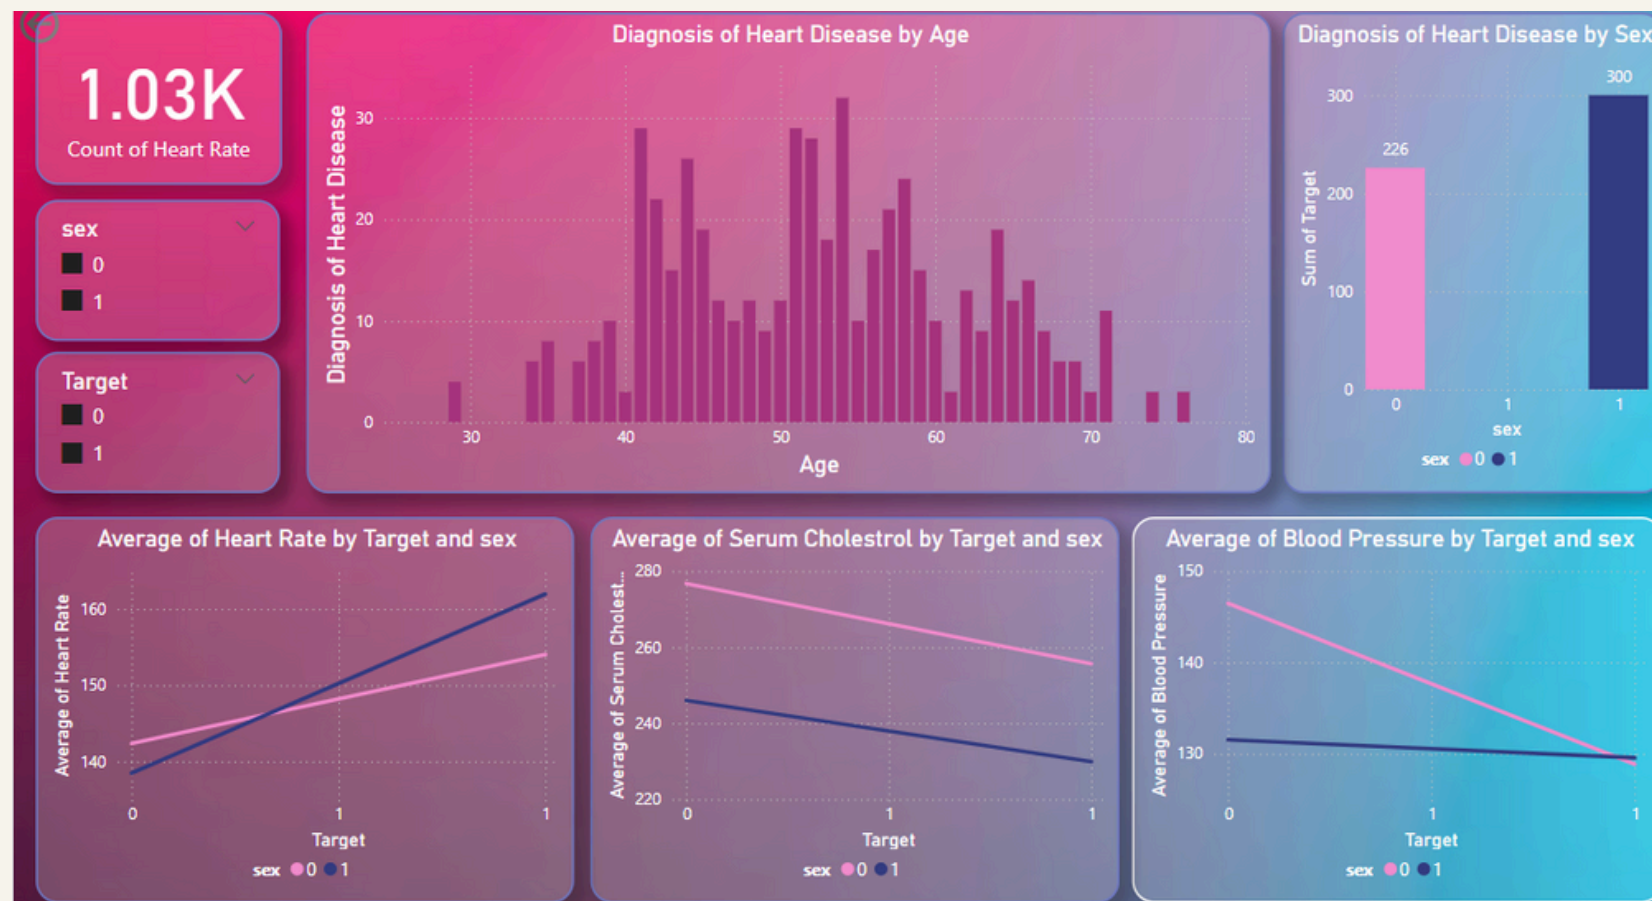 1.03K
Count of Heart Rate
sex
0
1
Target
0
1
Diagnosis of Heart Disease by Age
Diagnosis of Heart Disease
30
20
10
0
30 40 50 60 70 80
Age
Diagnosis of Heart Disease by Sex
Sum of Target
300
200
100
0
226
300
0 1 1
sex
sex 0 1
Average of Heart Rate by Target and sex
Average of Heart Rate
160
150
140
0 1 1
Target
sex 0 1
Average of Serum Cholestrol by Target and sex
Average of Serum Cholest...
280
260
240
220
0 1 1
Target
sex 0 1
Average of Blood Pressure by Target and sex
Average of Blood Pressure
150
140
130
0 1 1
Target
sex 0 1